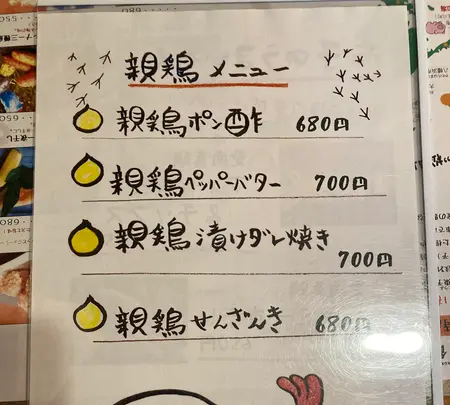 親鶏 メニュー
親鶏 ポン酢 680円
親鶏 ペッパーバター 700円
親鶏 漬けダレ焼き
700円
親鶏 せんざんき 680円